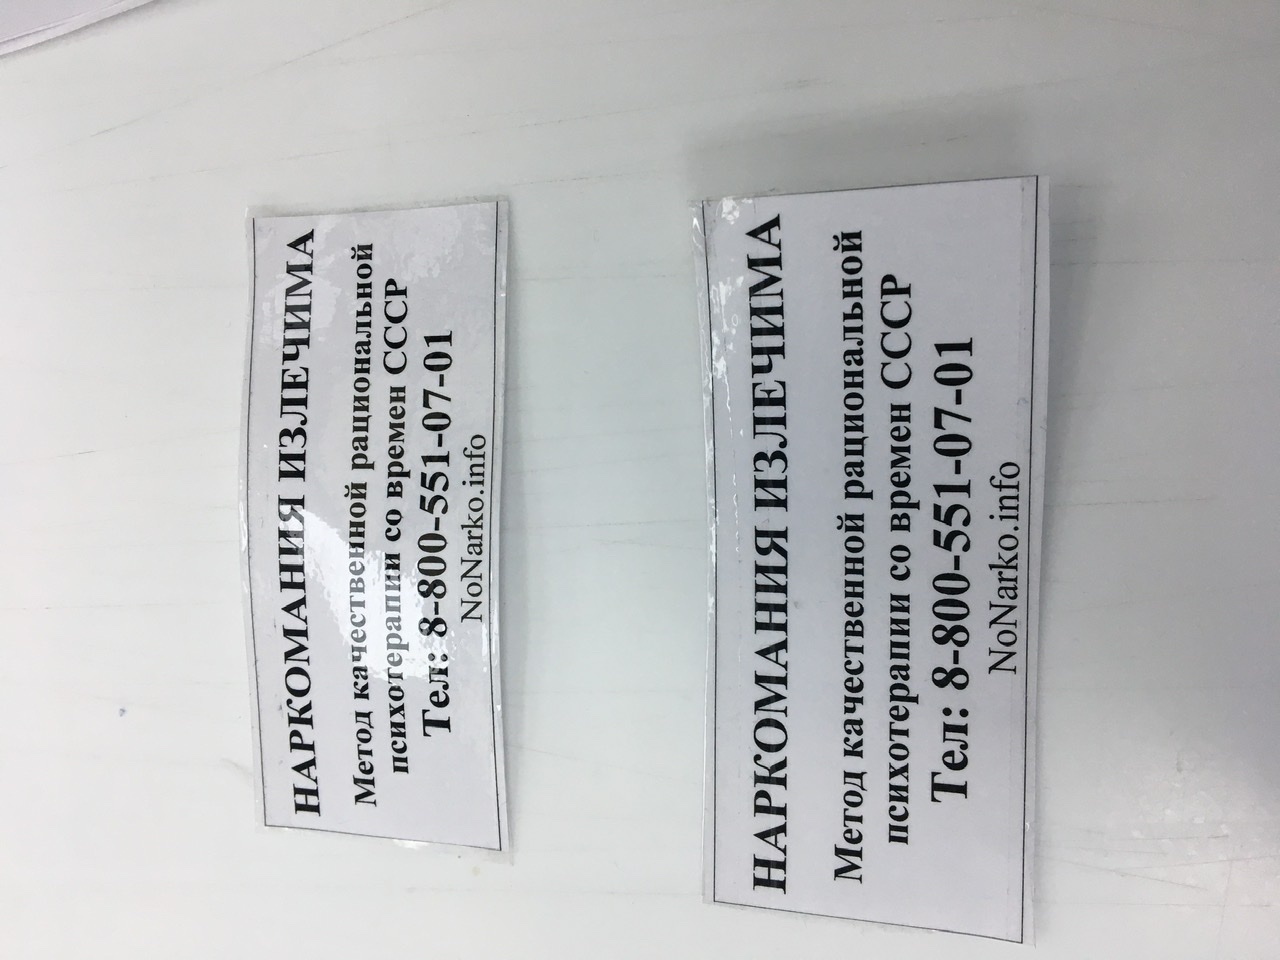 НАРКОМАНИЯ ИЗЛЕЧИМА
Метод качественной рациональной
психотерапии со времен СССР
Тел: 8-800-551-07-01
NoNarko.info
НАРКОМАНИЯ ИЗЛЕЧИМА
Метод качественной рациональной
психотерапии со времен СССР
Тел: 8-800-551-07-01
NoNarko.info